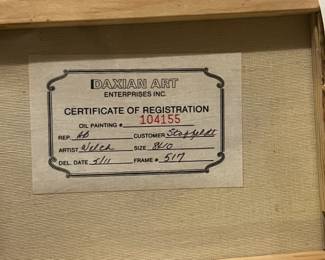 DAXIAN ART
ENTERPRISES INC.
CERTIFICATE OF REGISTRATION
OIL PAINTING # 104155
REP. AB CUSTOMER
ARTIST Welch SIZE 8x10
DEL. DATE 5/11 FRAME # 517